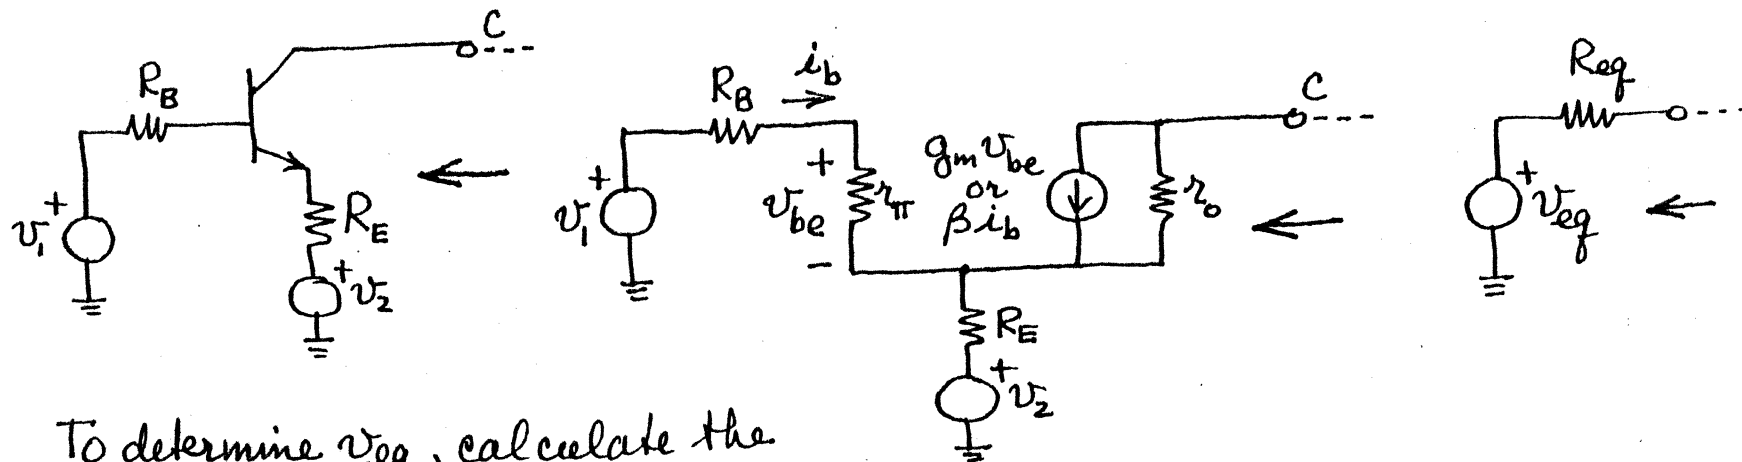 C
R_B
R_E
v_1 +
+ v_2
R_B i_b
C
v_1 +
+ v_be - r_π
g_m v_be
or
β i_b
r_o
R_E
+ v_2
R_eq
+ v_eq
To determine v_eq, calculate the